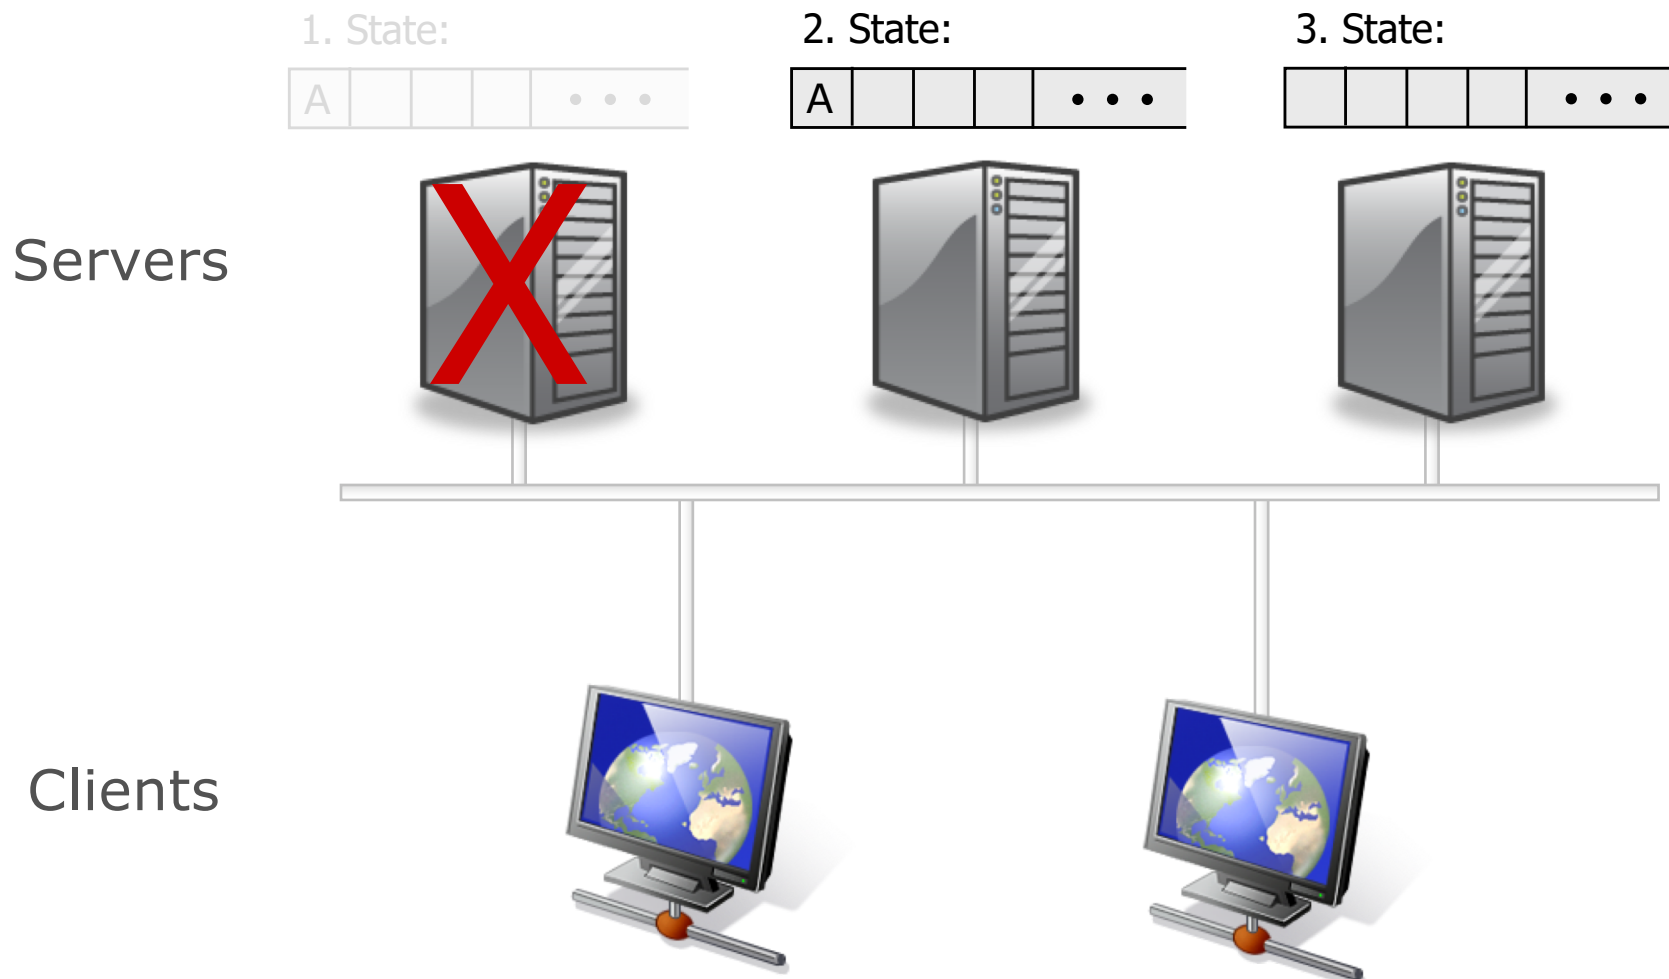 1. State:
2. State:
3. State:
A
• • •
A
• • •
• • •
Servers
X
Clients